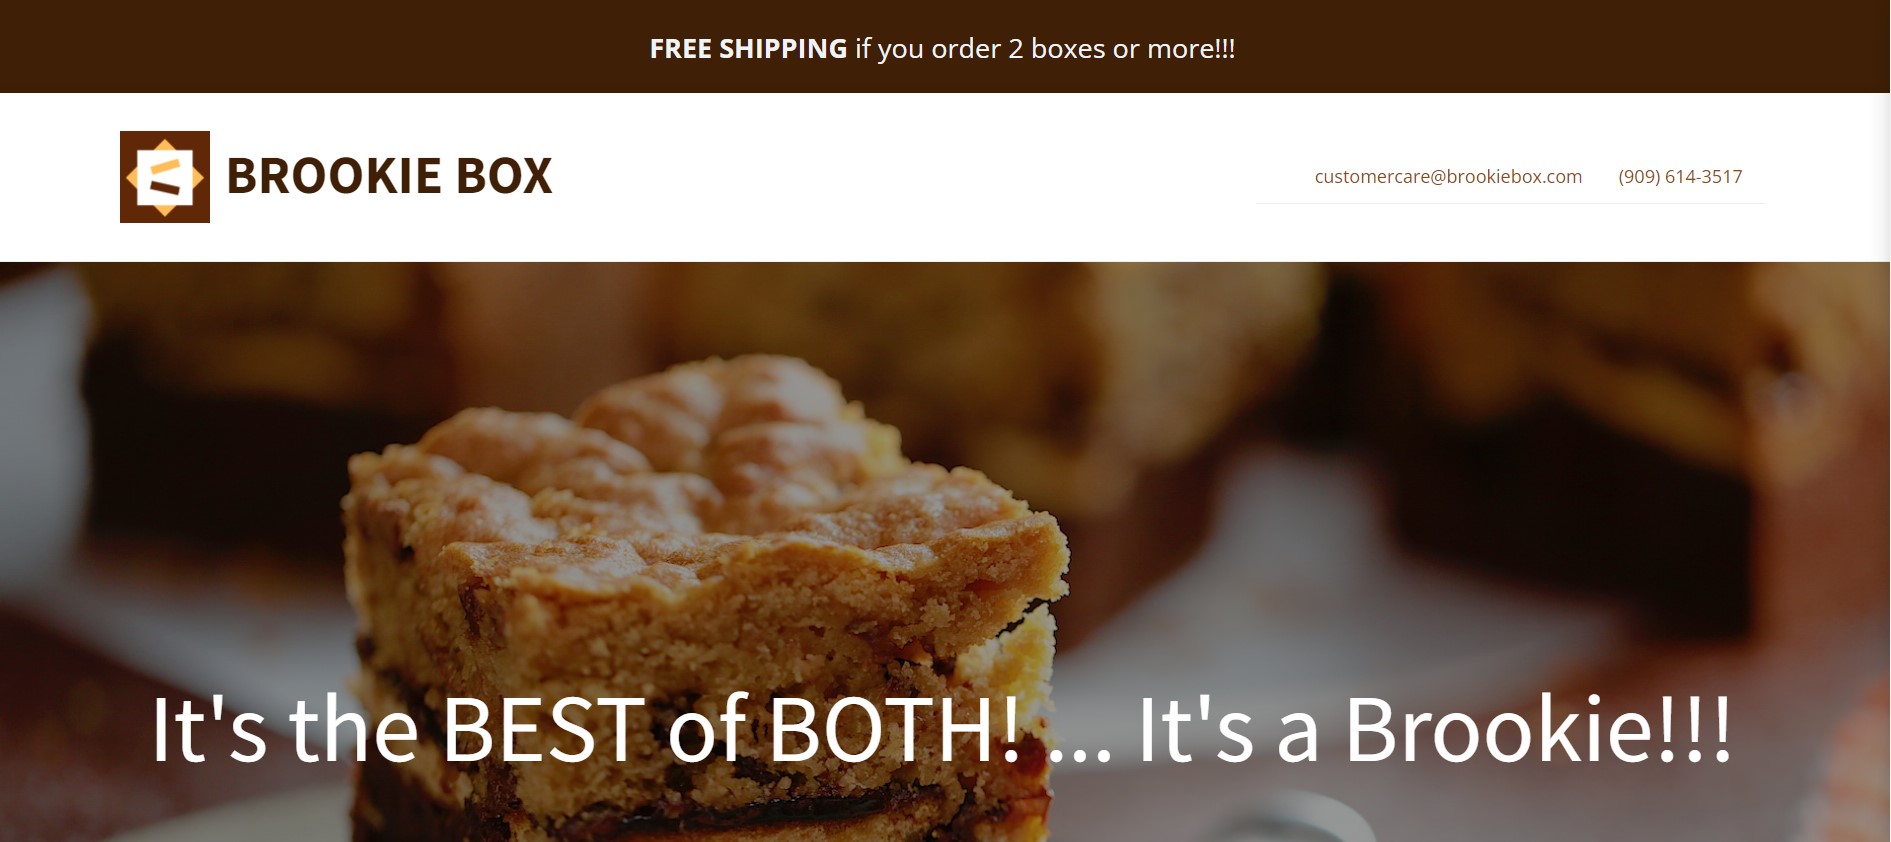 FREE SHIPPING if you order 2 boxes or more!!!
BROOKIE BOX
customercare@brookiebox.com (909) 614-3517
It's the BEST of BOTH! ... It's a Brookie!!!